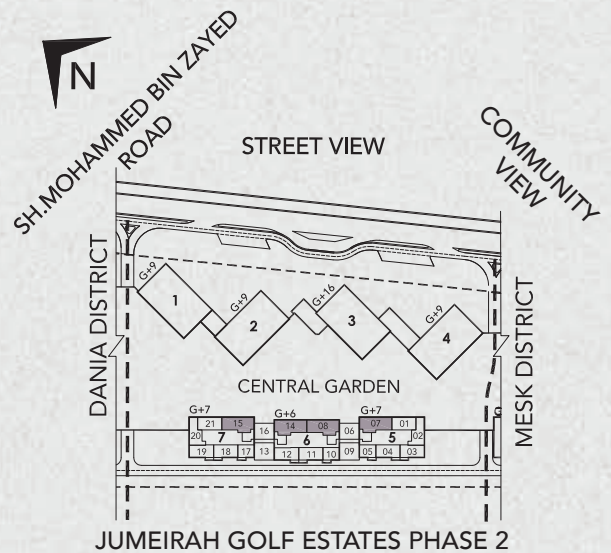 N
SH.MOHAMMED BIN ZAYED
ROAD
STREET VIEW
COMMUNITY
VIEW
DANIA DISTRICT
MESK DISTRICT
G+9
1
G+9
2
G+16
3
G+9
4
CENTRAL GARDEN
G+7
G+6
G+7
21 15 16 14 08 06 07 01
20 7 6 5 02
19 18 17 13 12 11 10 09 05 04 03
JUMEIRAH GOLF ESTATES PHASE 2